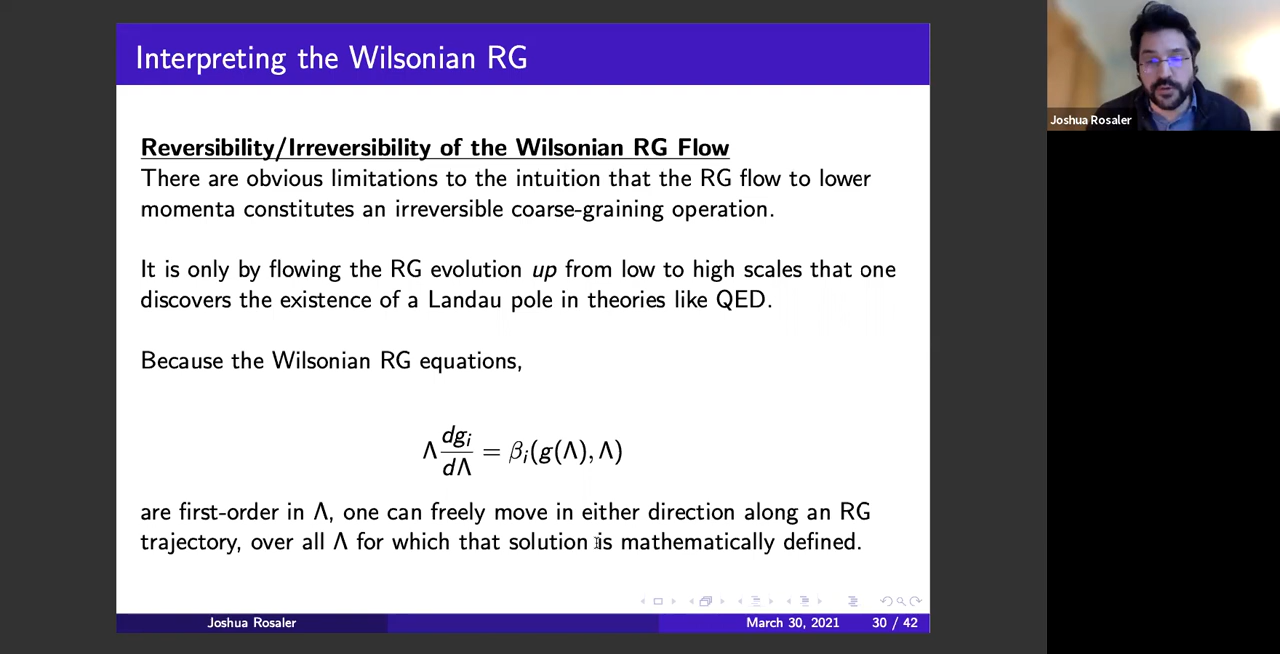 Interpreting the Wilsonian RG
Joshua Rosaler
Reversibility/Irreversibility of the Wilsonian RG Flow
There are obvious limitations to the intuition that the RG flow to lower
momenta constitutes an irreversible coarse-graining operation.
It is only by flowing the RG evolution up from low to high scales that one
discovers the existence of a Landau pole in theories like QED.
Because the Wilsonian RG equations,
Λ dgᵢ/dΛ = βᵢ(g(Λ), Λ)
are first-order in Λ, one can freely move in either direction along an RG
trajectory, over all Λ for which that solution is mathematically defined.
Joshua Rosaler March 30, 2021 30 / 42